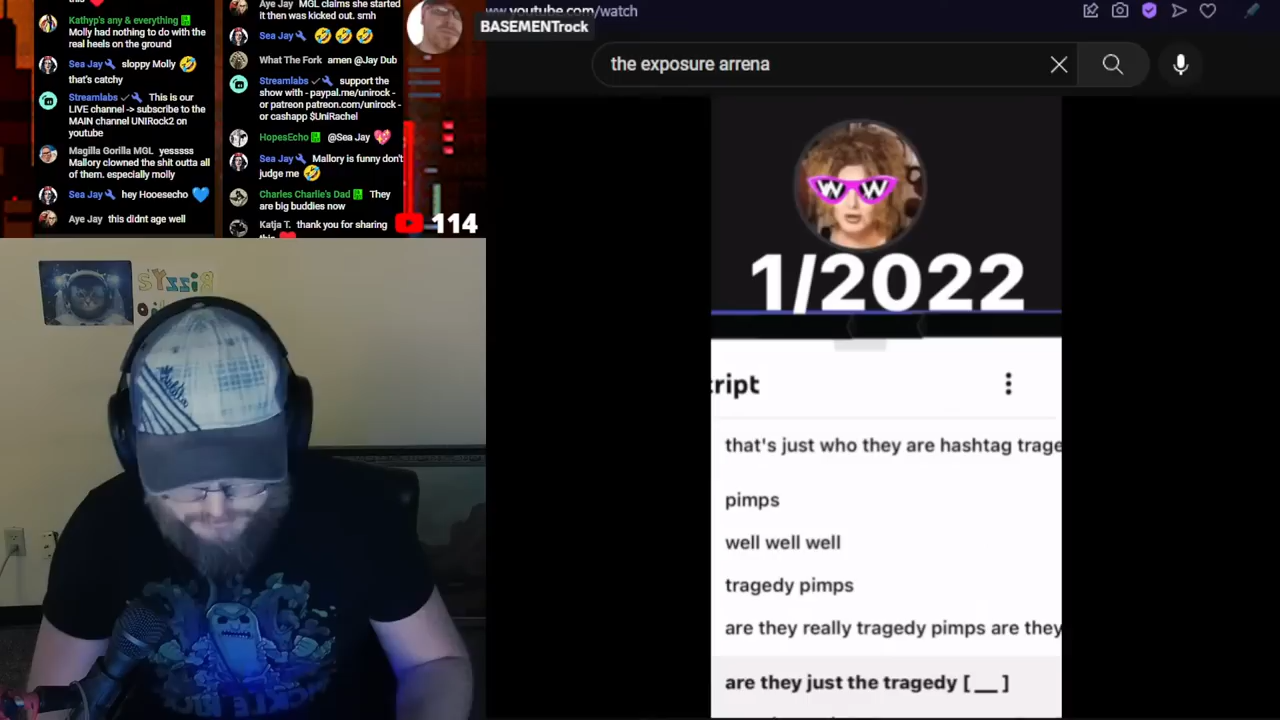 Kathyp's any & everything
Molly had nothing to do with the
real heels on the ground
Sea Jay sloppy Molly
that's catchy
Streamlabs This is our
LIVE channel -> subscribe to the
MAIN channel UNIRock2 on
youtube
Magilla Gorilla MGL yesssss
Mallory clowned the shit outta all
of them. especially molly
Sea Jay hey Hooesecho
Aye Jay this didnt age well
Aye Jay MGL claims she started
it then was kicked out. smh
Sea Jay
What The Fork amen @Jay Dub
Streamlabs support the
show with - paypal.me/unirock -
or patreon patreon.com/unirock -
or cashapp $UniRachel
HopesEcho @Sea Jay
Sea Jay Mallory is funny don't
judge me
Charles Charlie's Dad They
are big buddies now
Katja T. thank you for sharing
114
BASEMENTrock
youtube.com/watch
the exposure arrena
W W
1/2022
cript
that's just who they are hashtag trage
pimps
well well well
tragedy pimps
are they really tragedy pimps are they
are they just the tragedy [ __ ]